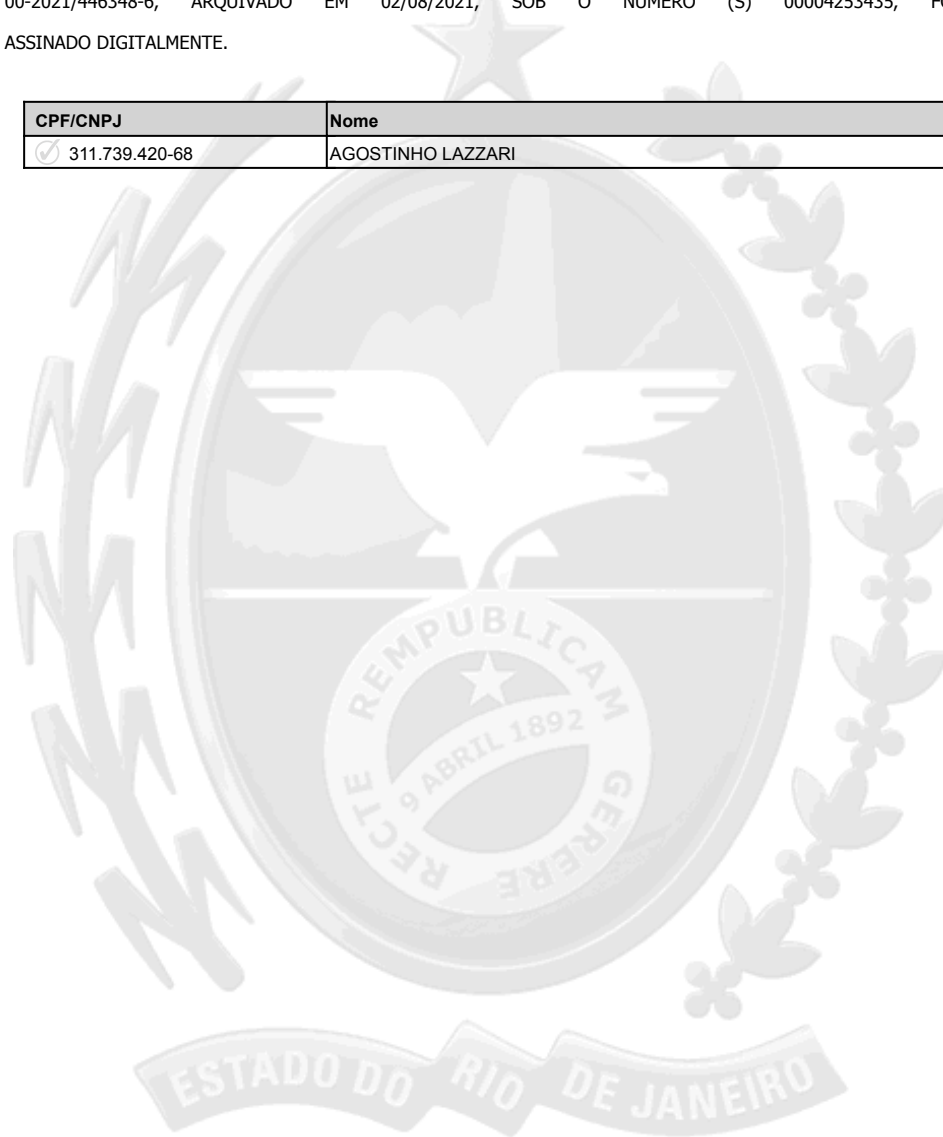 00-2021/446348-6, ARQUIVADO EM 02/08/2021, SOB O NÚMERO (S) 00004253435,
ASSINADO DIGITALMENTE.
CPF/CNPJ Nome
311.739.420-68 AGOSTINHO LAZZARI
REMPUBLICAM
9 ABRIL 1892
RECTE GERERE
ESTADO DO RIO DE JANEIRO